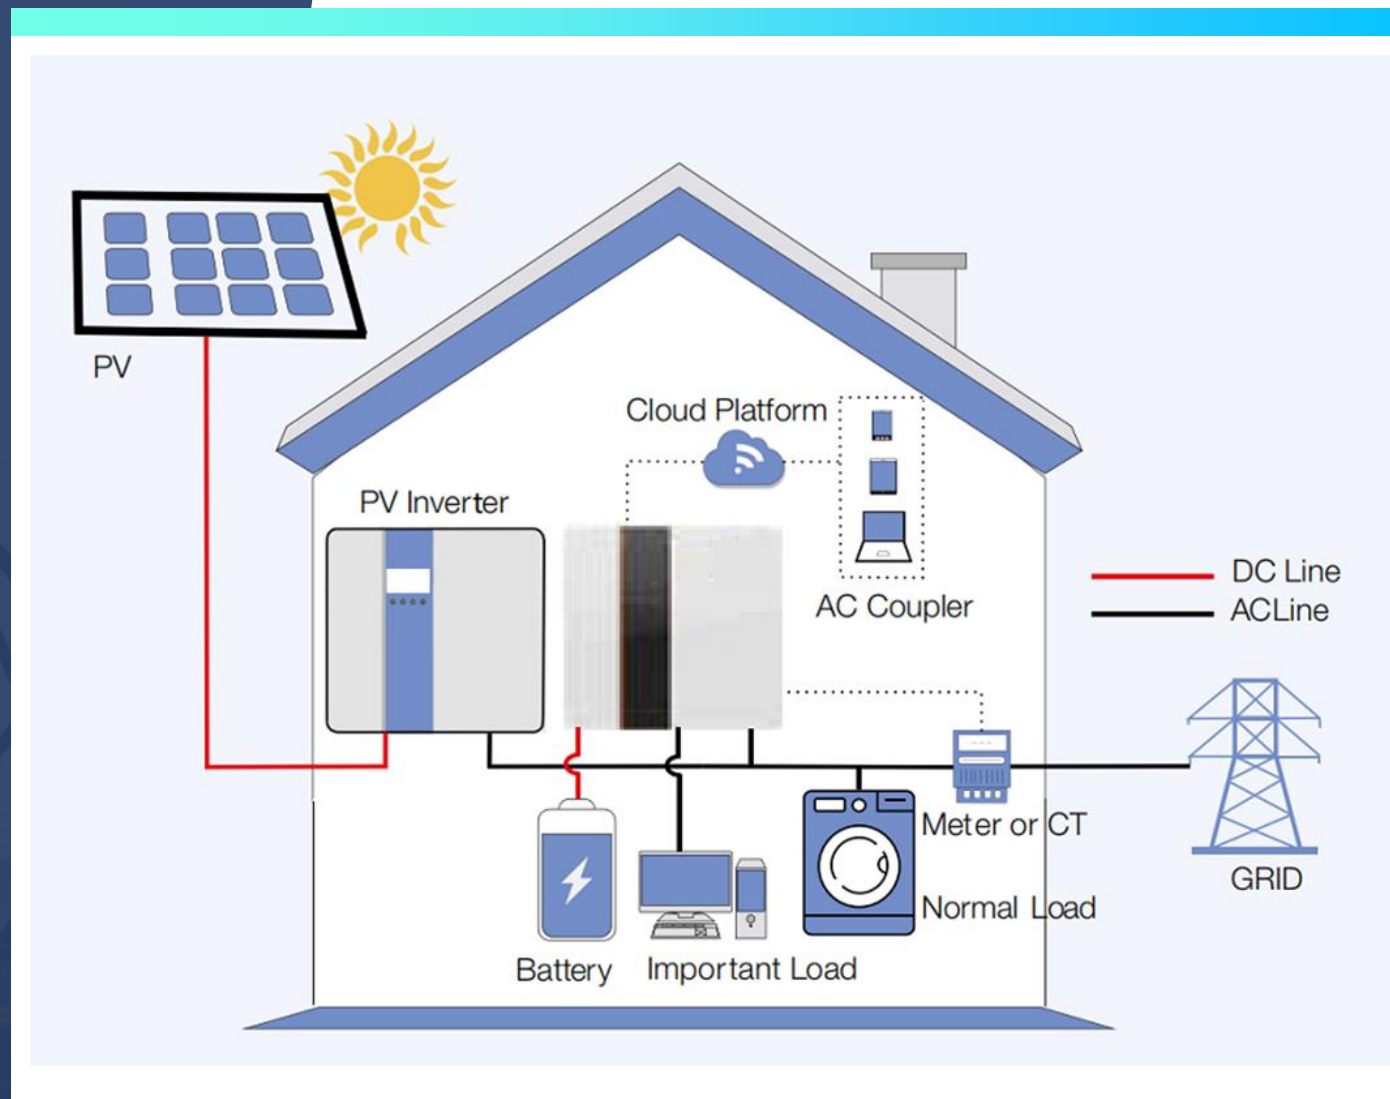 PV
Cloud Platform
PV Inverter
AC Coupler
DC Line
ACLine
Meter or CT
GRID
Normal Load
Battery
Important Load